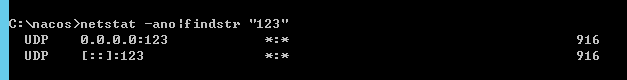 C:\nacos>netstat -ano|findstr "123"
UDP 0.0.0.0:123 *:* 916
UDP [::]:123 *:* 916